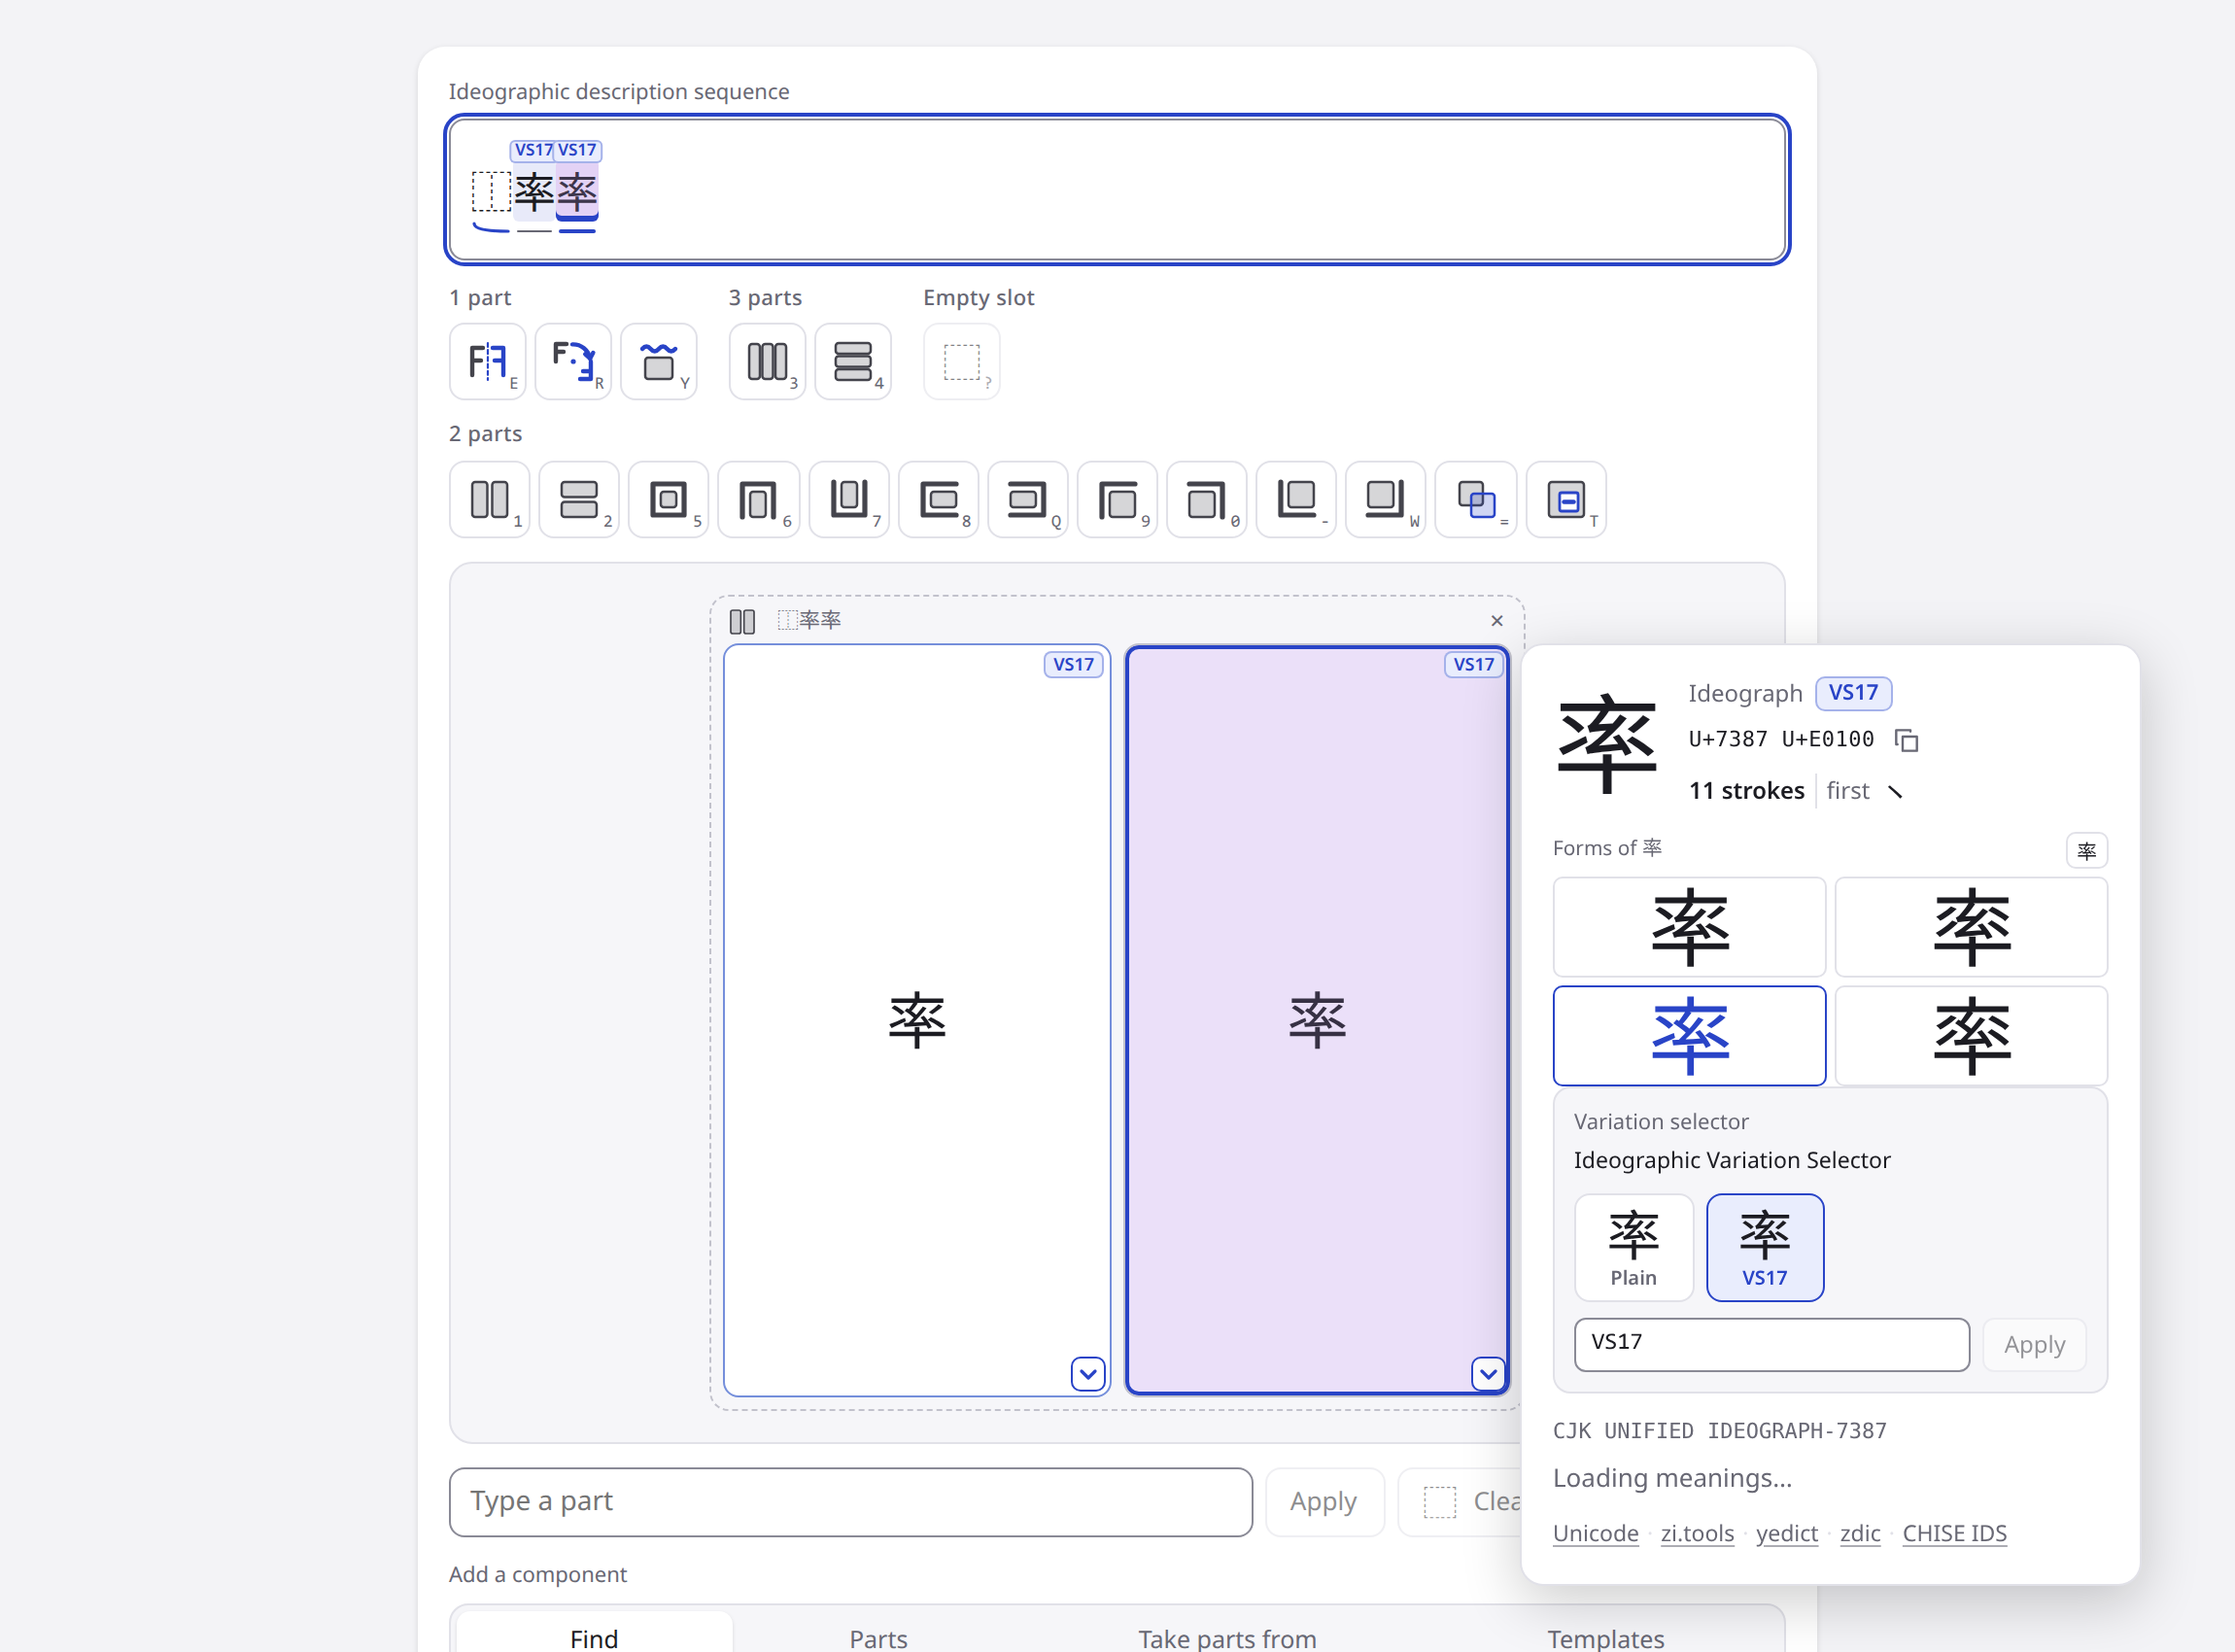 Ideographic description sequence
VS17 VS17
⿰率率
1 part
3 parts
Empty slot
E R Y 3 4 ?
2 parts
1 2 5 6 7 8 Q 9 0 - W = T
⿰率率 ×
VS17
VS17
率
率
率
Ideograph VS17
U+7387 U+E0100
11 strokes first
Forms of 率 率
率 率
率 率
Variation selector
Ideographic Variation Selector
率 率
Plain VS17
VS17 Apply
CJK UNIFIED IDEOGRAPH-7387
Loading meanings...
Unicode · zi.tools · yedict · zdic · CHISE IDS
Type a part
Apply
Add a component
Find Parts Take parts from Templates